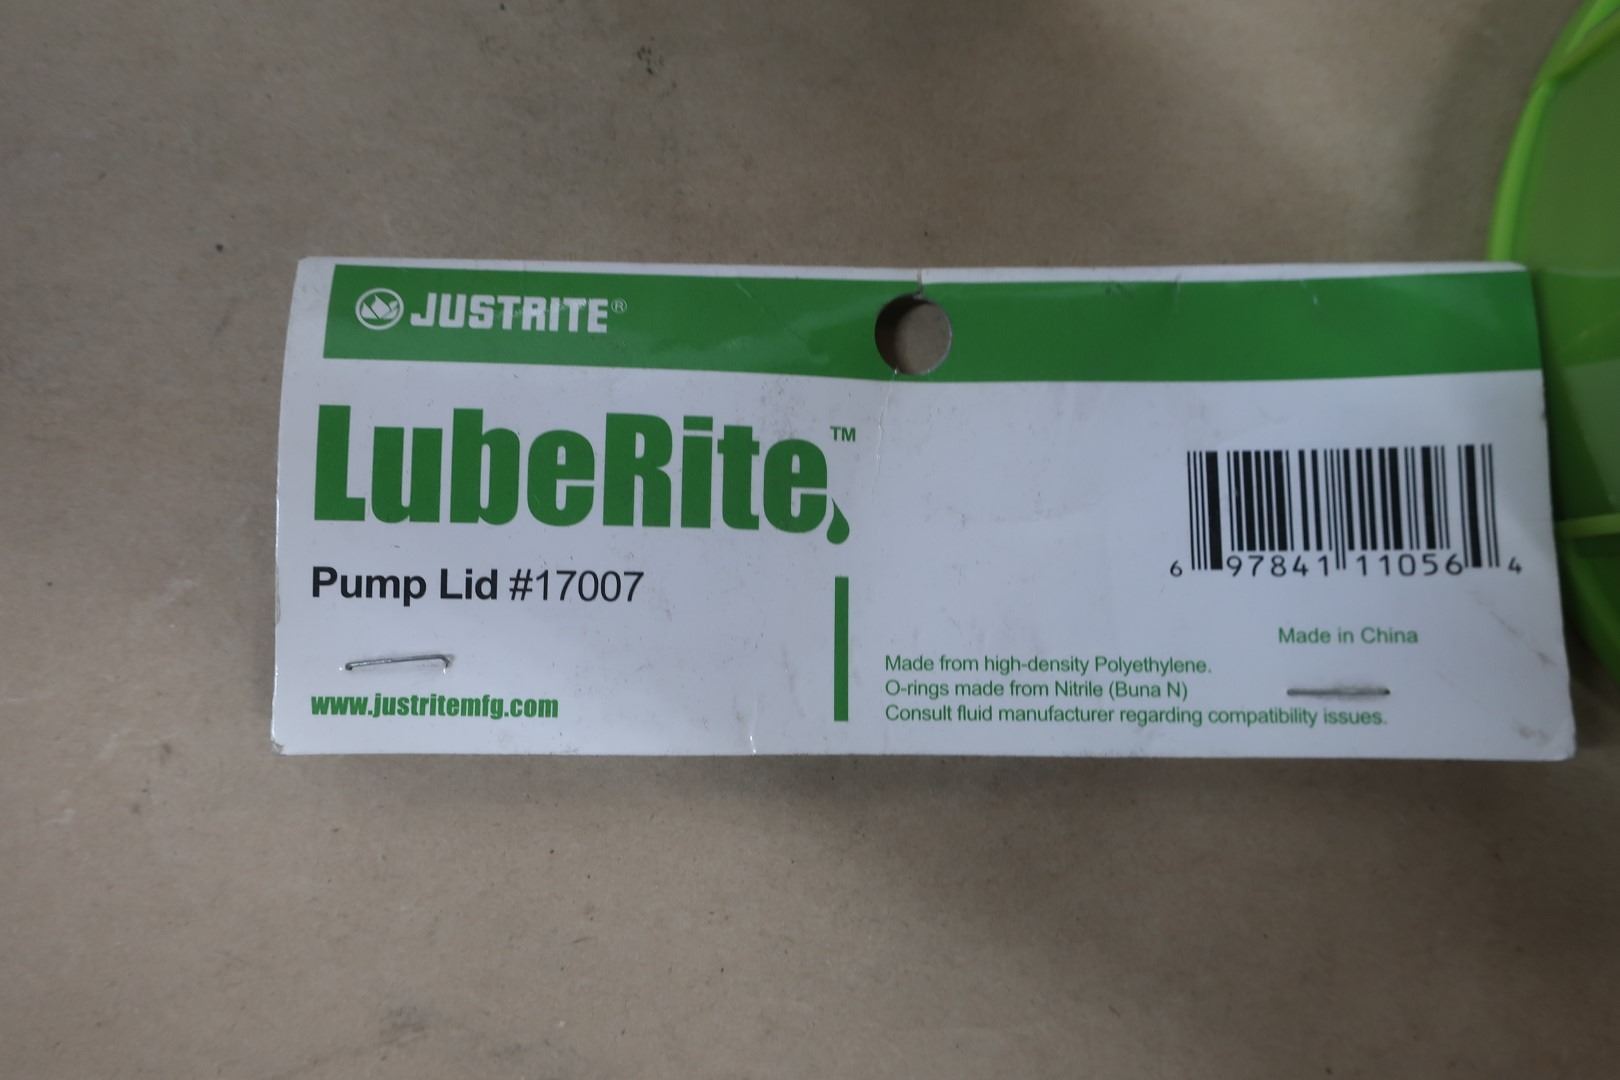 JUSTRITE®
LubeRite™
Pump Lid #17007
www.justritemfg.com
6 97841 11056 4
Made in China
Made from high-density Polyethylene.
O-rings made from Nitrile (Buna N)
Consult fluid manufacturer regarding compatibility issues.